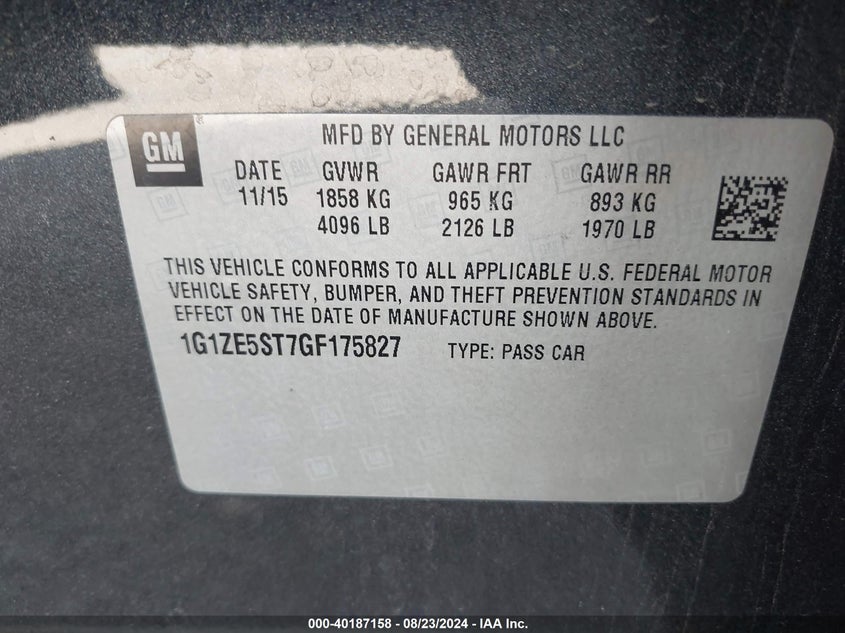 GM
MFD BY GENERAL MOTORS LLC
DATE GVWR GAWR FRT GAWR RR
11/15 1858 KG 965 KG 893 KG
4096 LB 2126 LB 1970 LB
THIS VEHICLE CONFORMS TO ALL APPLICABLE U.S. FEDERAL MOTOR
VEHICLE SAFETY, BUMPER, AND THEFT PREVENTION STANDARDS IN
EFFECT ON THE DATE OF MANUFACTURE SHOWN ABOVE.
1G1ZE5ST7GF175827 TYPE: PASS CAR
000-40187158 - 08/23/2024 - IAA Inc.